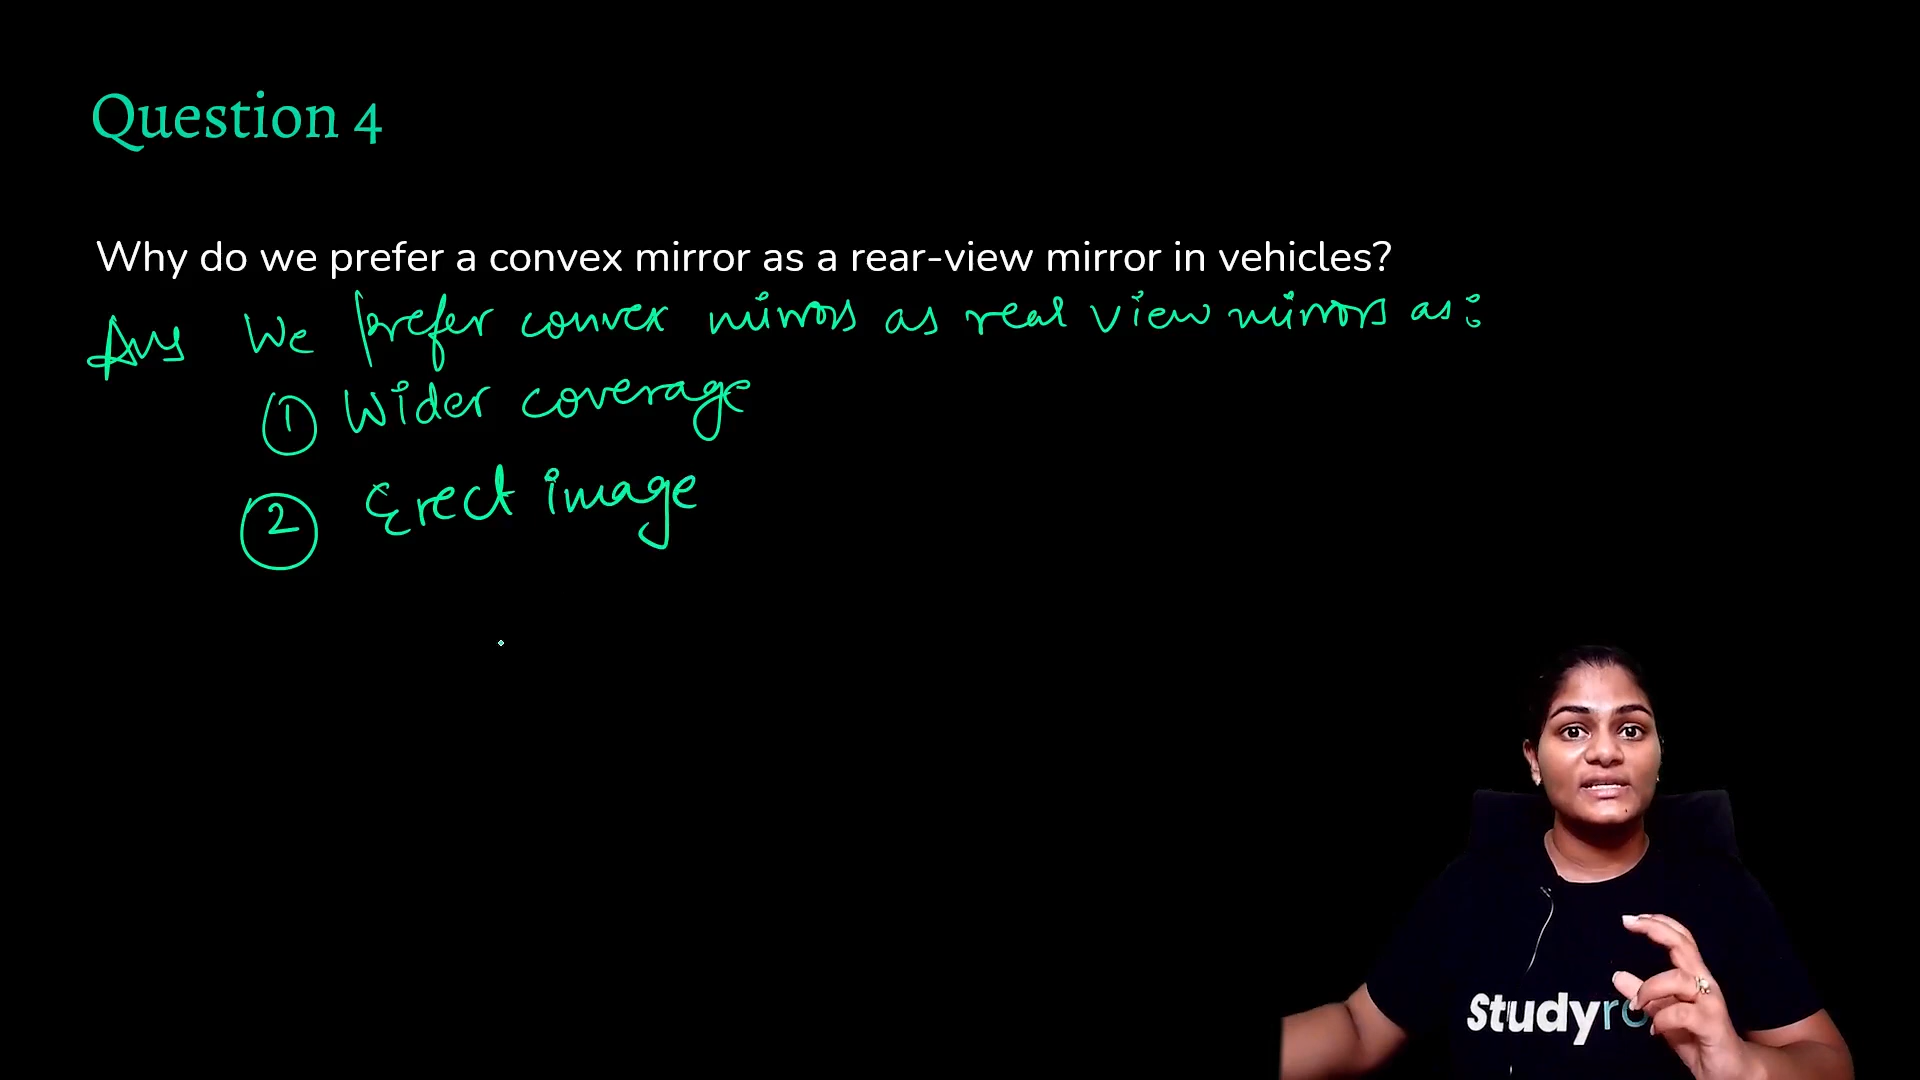 Question 4
Why do we prefer a convex mirror as a rear-view mirror in vehicles?
Ans We prefer convex mirrors as real view mirrors as:
① Wider coverage
② Erect image
Studyro